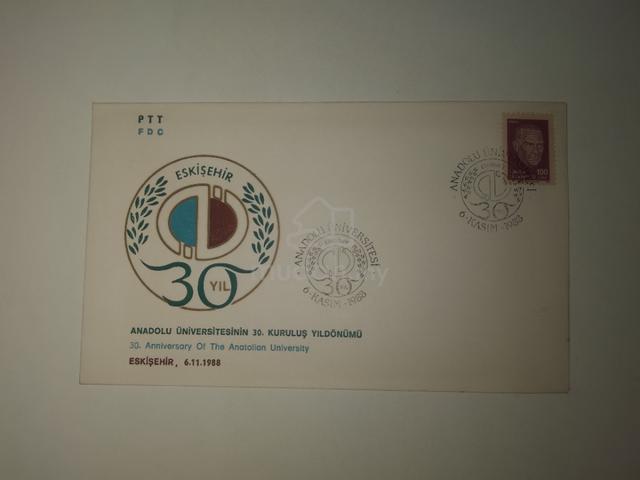 PTT
FDC
ESKİŞEHİR
30 YIL
ANADOLU ÜNİVERSİTESİNİN 30. KURULUŞ YILDÖNÜMÜ
30. Anniversary Of The Anatolian University
ESKİŞEHİR, 6.11.1988
ANADOLU ÜNİVERSİTESİ
30
6-KASIM-1988
ANADOLU ÜNİ
30
6-KASIM-1988
100